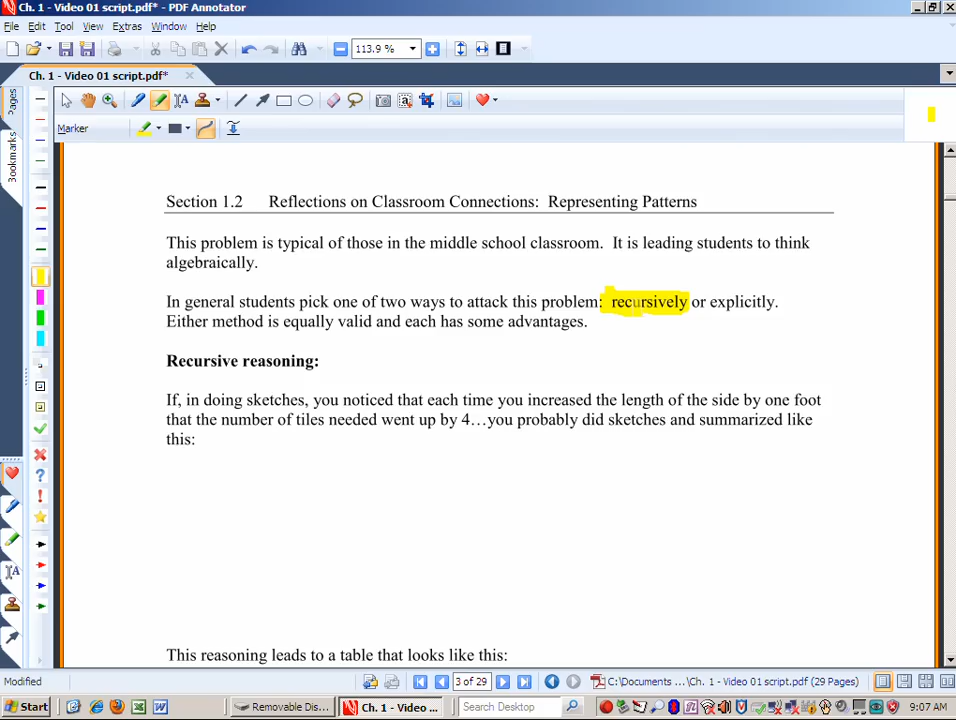 Ch. 1 - Video 01 script.pdf* - PDF Annotator
File Edit Tool View Extras Window Help
113.9 %
Ch. 1 - Video 01 script.pdf*
Pages
Bookmarks
Marker
Section 1.2 Reflections on Classroom Connections: Representing Patterns
This problem is typical of those in the middle school classroom. It is leading students to think
algebraically.
In general students pick one of two ways to attack this problem: recursively or explicitly.
Either method is equally valid and each has some advantages.
Recursive reasoning:
If, in doing sketches, you noticed that each time you increased the length of the side by one foot
that the number of tiles needed went up by 4…you probably did sketches and summarized like
this:
This reasoning leads to a table that looks like this:
Modified
3 of 29
C:\Documents ...\Ch. 1 - Video 01 script.pdf (29 Pages)
Start
Removable Dis...
Ch. 1 - Video ...
Search Desktop
9:07 AM